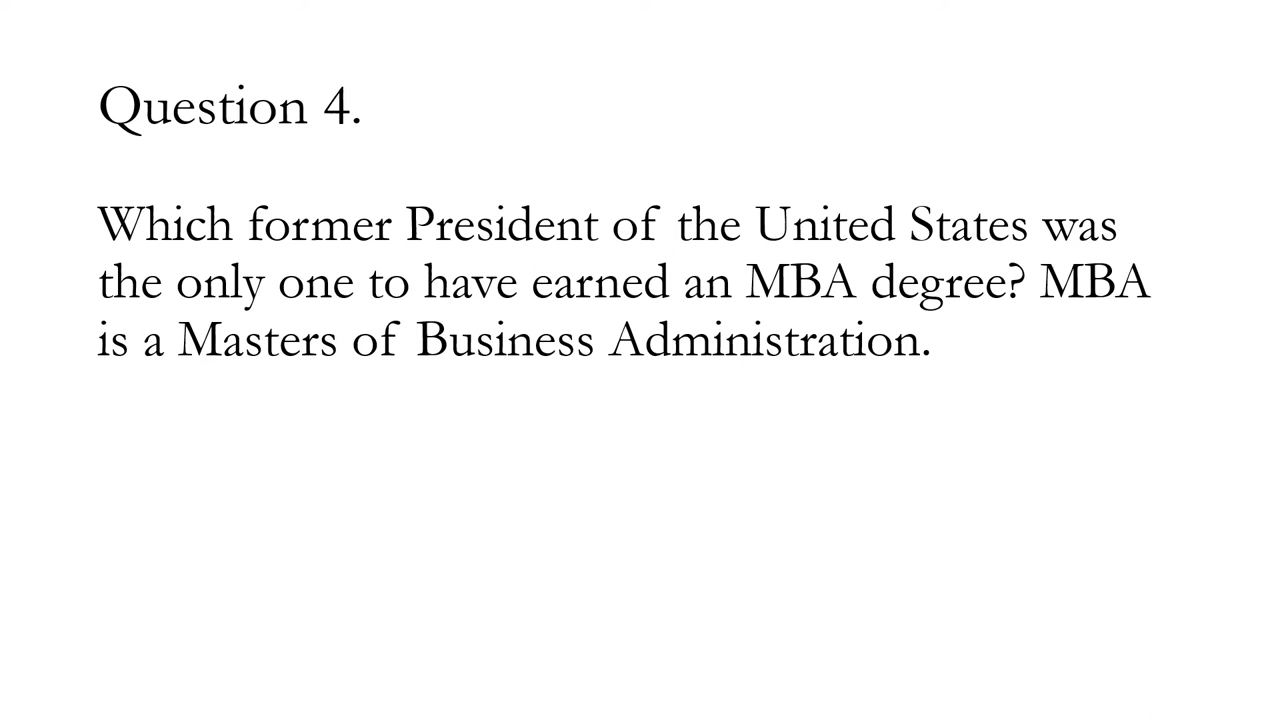 Question 4.
Which former President of the United States was
the only one to have earned an MBA degree? MBA
is a Masters of Business Administration.